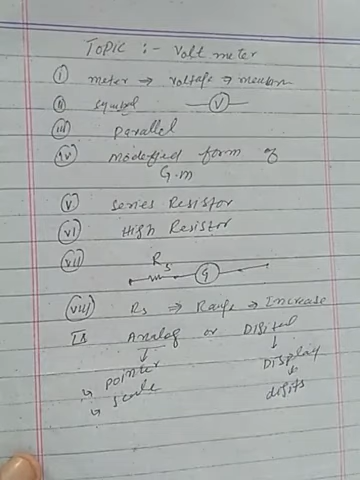 TOPIC :- Volt meter
(i) meter → voltage → measure
(ii) symbol —(V)—
(iii) Parallel
(iv) modeffied form of
G.m
(v) series Resistor
(vi) High Resistor
(vii) Rs G
(viii) Rs → Range → Increase
IX Analog or Digital
↓ ↓
↳ Pointer Display
↓
↳ scale digits